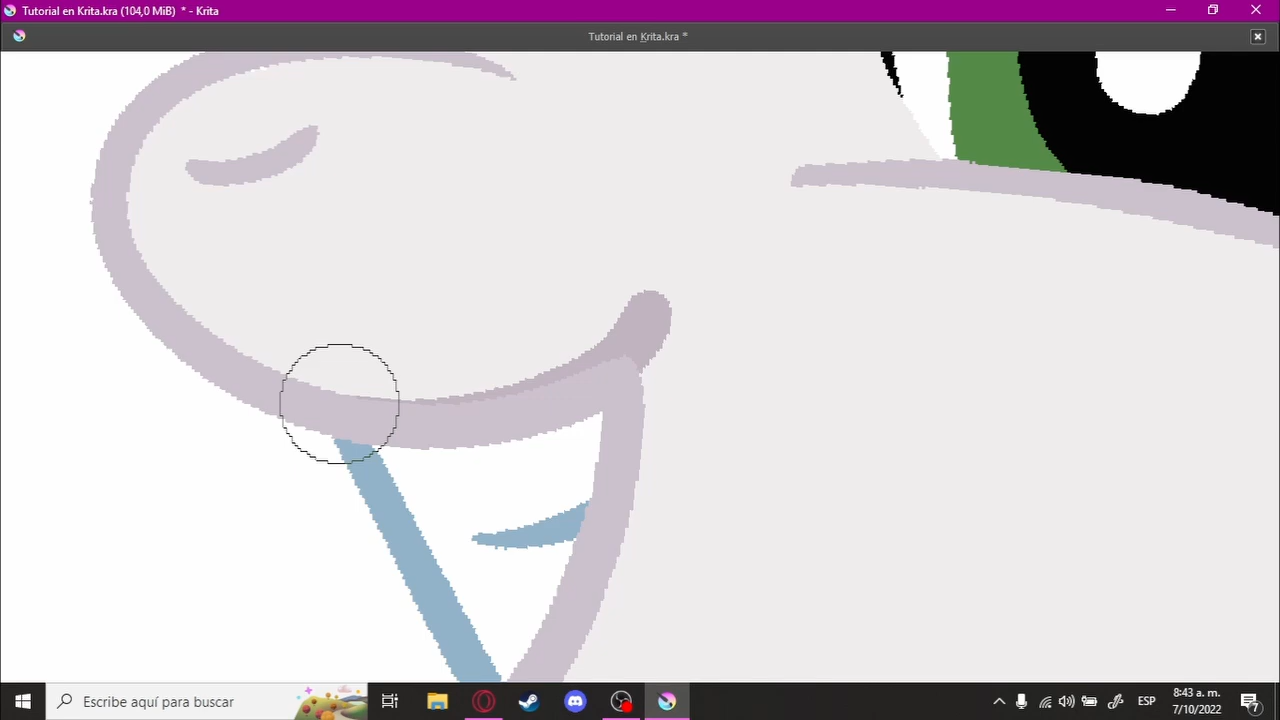 Tutorial en Krita.kra (104,0 MiB) * - Krita
Tutorial en Krita.kra *
Escribe aquí para buscar
ESP
8:43 a. m.
7/10/2022
7